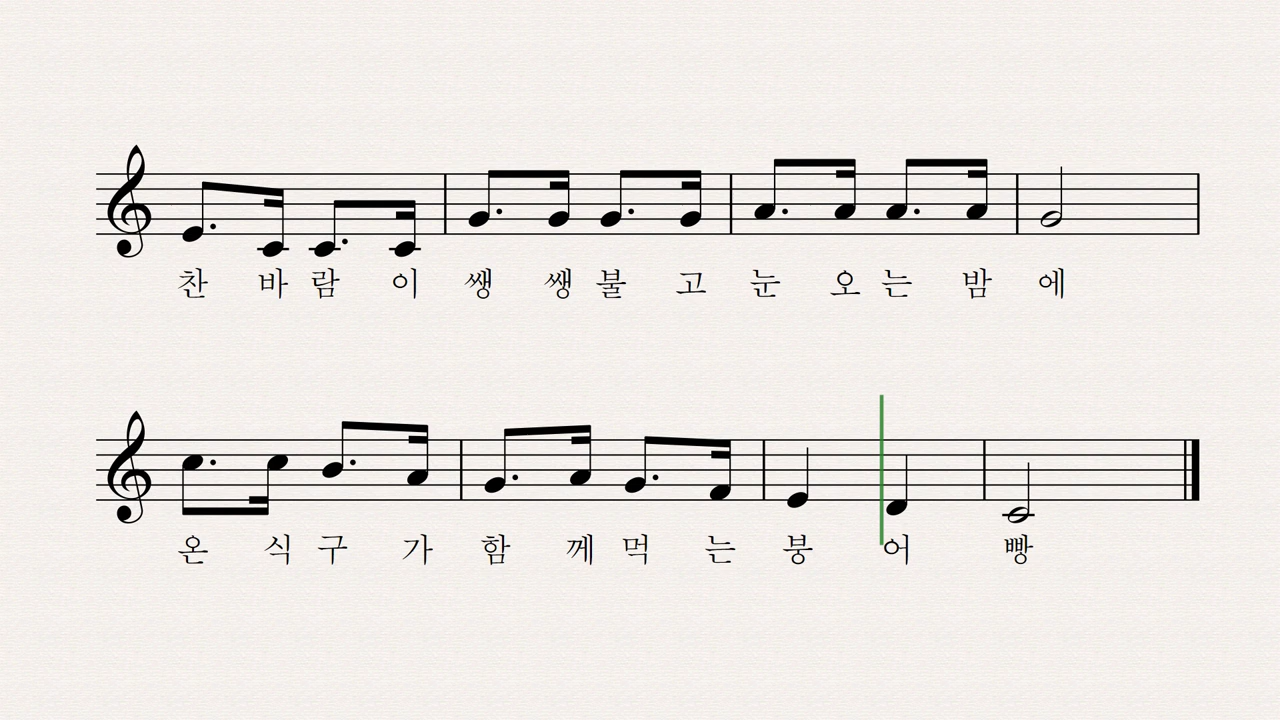 찬 바 람 이 쌩 쌩 불 고 눈 오 는 밤 에
온 식 구 가 함 께 먹 는 붕 어 빵